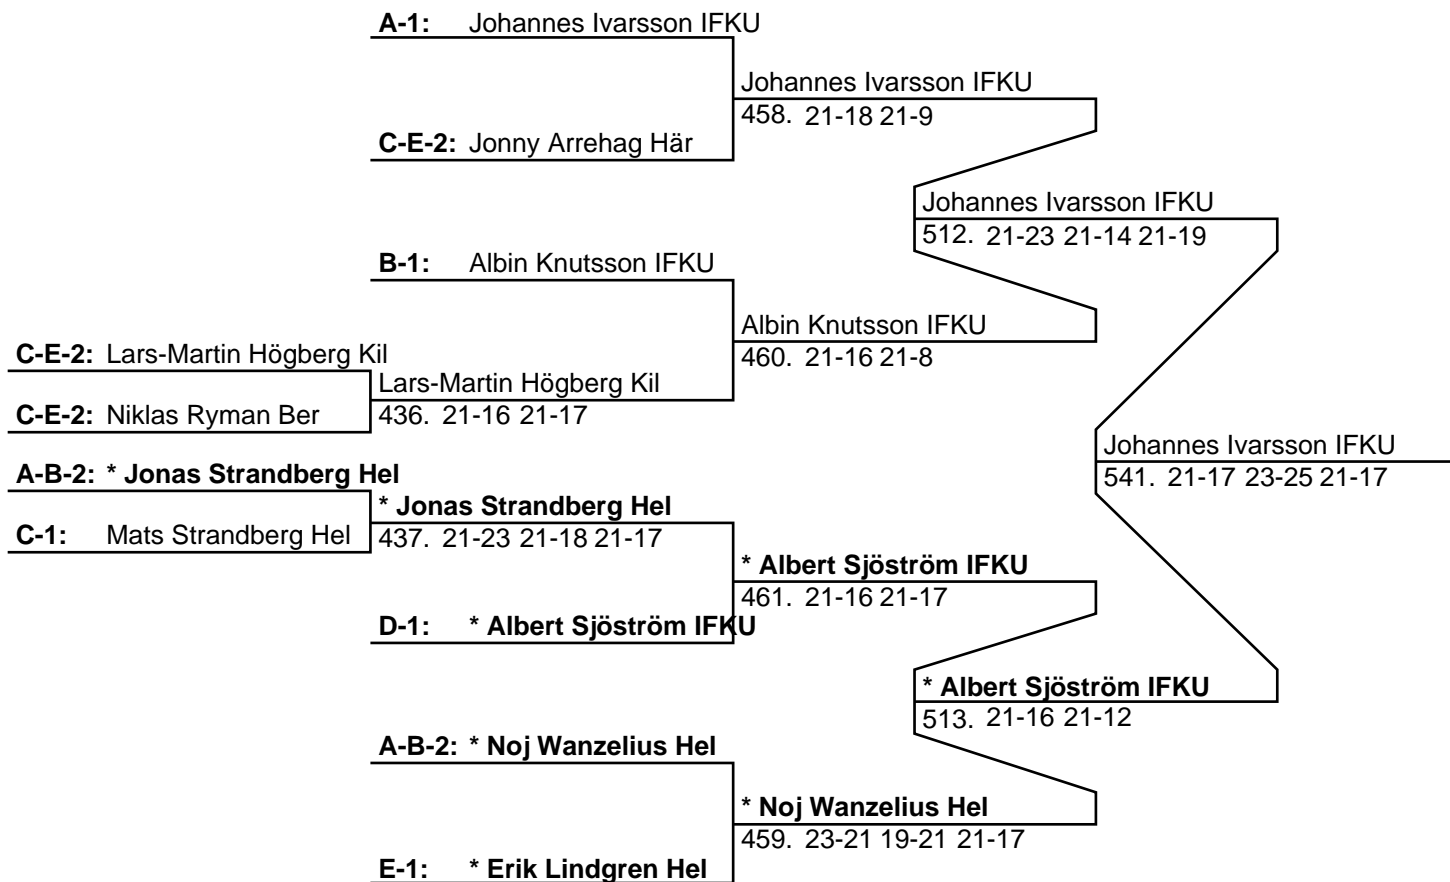 A-1: Johannes Ivarsson IFKU
Johannes Ivarsson IFKU
458. 21-18 21-9
C-E-2: Jonny Arrehag Här
Johannes Ivarsson IFKU
512. 21-23 21-14 21-19
B-1: Albin Knutsson IFKU
Albin Knutsson IFKU
460. 21-16 21-8
C-E-2: Lars-Martin Högberg Kil
Lars-Martin Högberg Kil
436. 21-16 21-17
C-E-2: Niklas Ryman Ber
Johannes Ivarsson IFKU
541. 21-17 23-25 21-17
A-B-2: * Jonas Strandberg Hel
* Jonas Strandberg Hel
437. 21-23 21-18 21-17
C-1: Mats Strandberg Hel
* Albert Sjöström IFKU
461. 21-16 21-17
D-1: * Albert Sjöström IFKU
* Albert Sjöström IFKU
513. 21-16 21-12
A-B-2: * Noj Wanzelius Hel
* Noj Wanzelius Hel
459. 23-21 19-21 21-17
E-1: * Erik Lindgren Hel